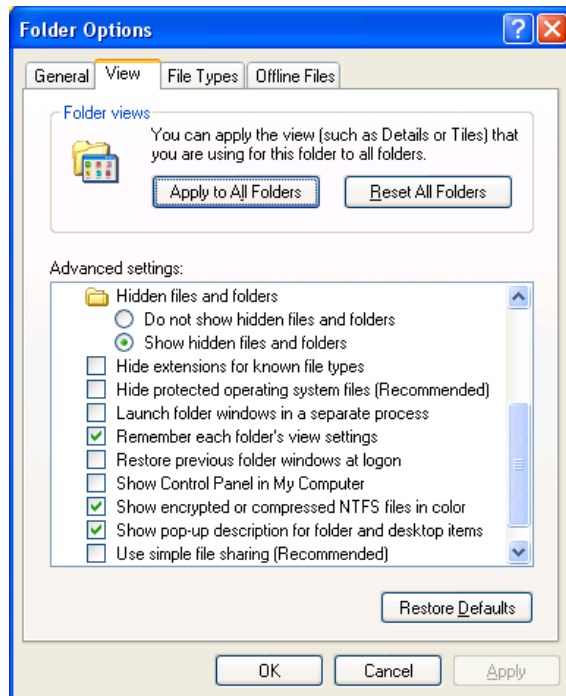 Folder Options
General View File Types Offline Files
Folder views
You can apply the view (such as Details or Tiles) that
you are using for this folder to all folders.
Apply to All Folders Reset All Folders
Advanced settings:
Hidden files and folders
Do not show hidden files and folders
Show hidden files and folders
Hide extensions for known file types
Hide protected operating system files (Recommended)
Launch folder windows in a separate process
Remember each folder's view settings
Restore previous folder windows at logon
Show Control Panel in My Computer
Show encrypted or compressed NTFS files in color
Show pop-up description for folder and desktop items
Use simple file sharing (Recommended)
Restore Defaults
OK Cancel Apply